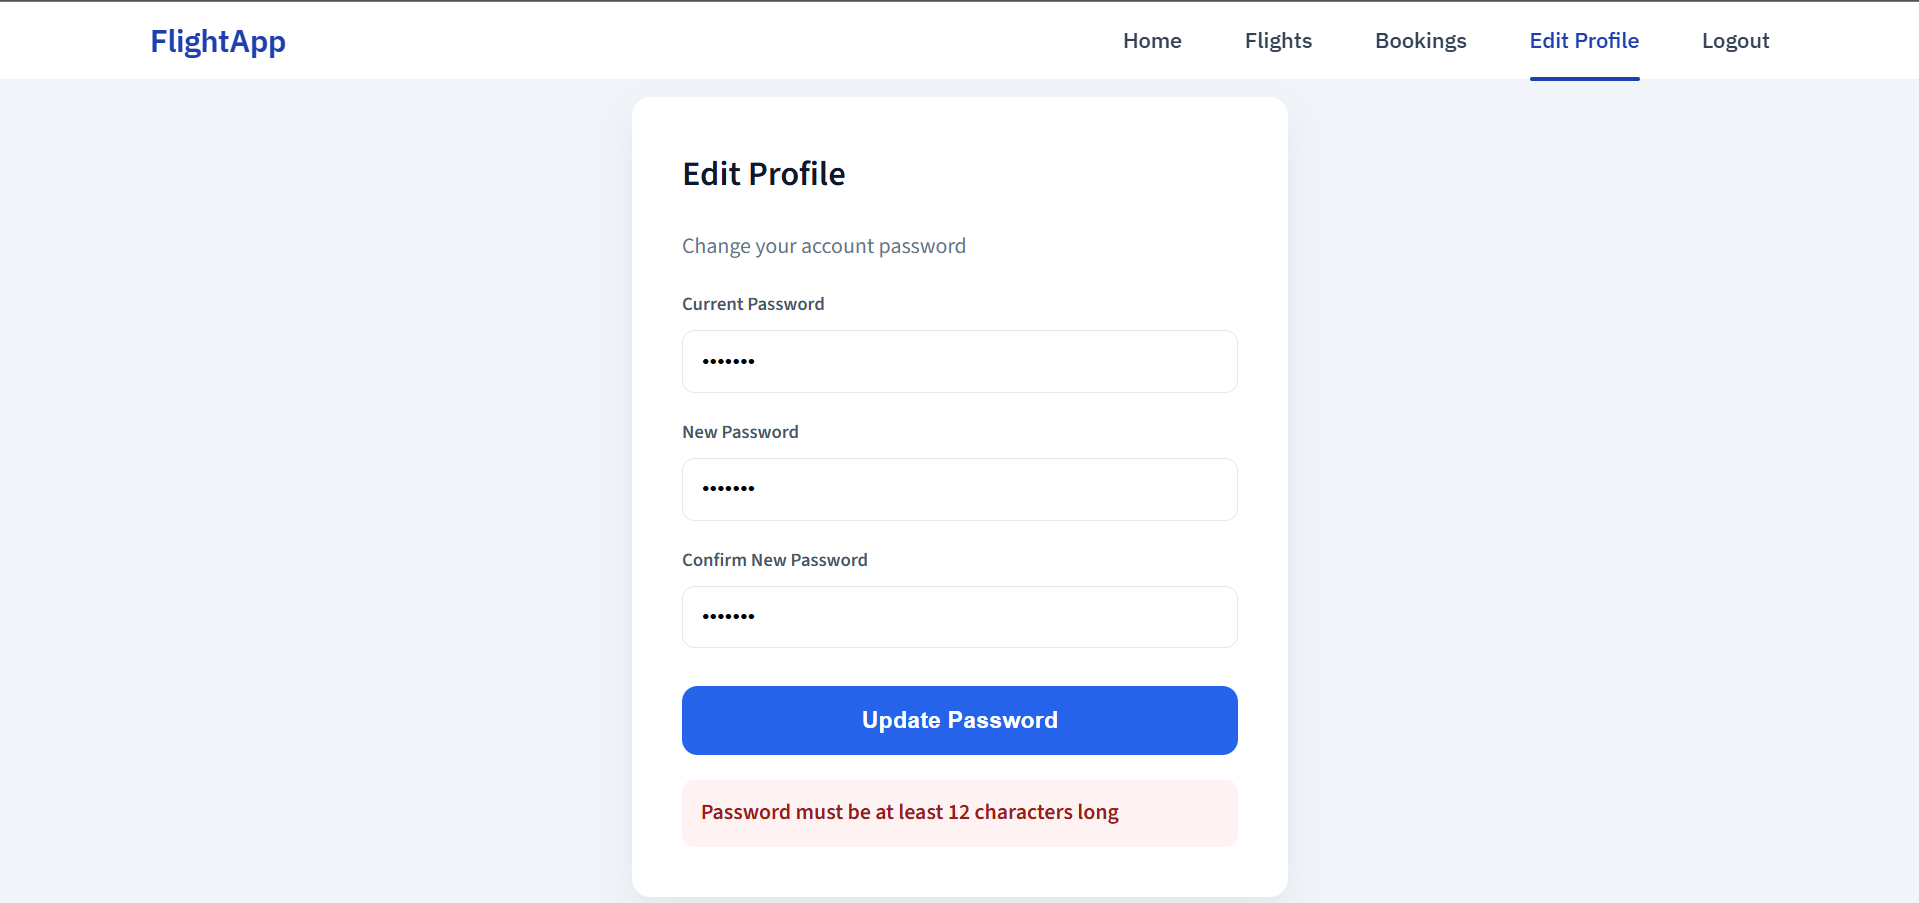 FlightApp
Home Flights Bookings Edit Profile Logout
Edit Profile
Change your account password
Current Password
•••••••
New Password
•••••••
Confirm New Password
•••••••
Update Password
Password must be at least 12 characters long